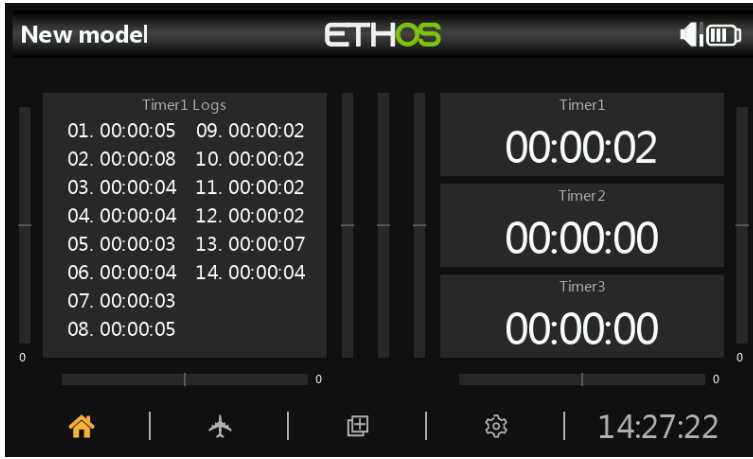 New model
ETHOS
Timer1 Logs
01. 00:00:05 09. 00:00:02
02. 00:00:08 10. 00:00:02
03. 00:00:04 11. 00:00:02
04. 00:00:04 12. 00:00:02
05. 00:00:03 13. 00:00:07
06. 00:00:04 14. 00:00:04
07. 00:00:03
08. 00:00:05
Timer1
00:00:02
Timer2
00:00:00
Timer3
00:00:00
0
0
0
0
14:27:22